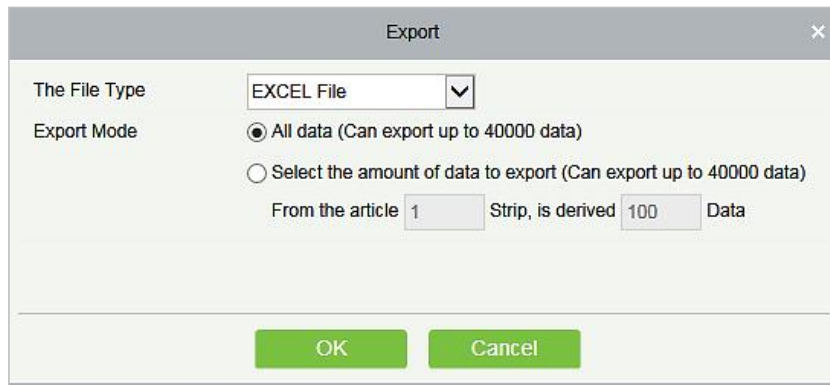 Export
The File Type EXCEL File
Export Mode All data (Can export up to 40000 data)
Select the amount of data to export (Can export up to 40000 data)
From the article 1 Strip, is derived 100 Data
OK Cancel